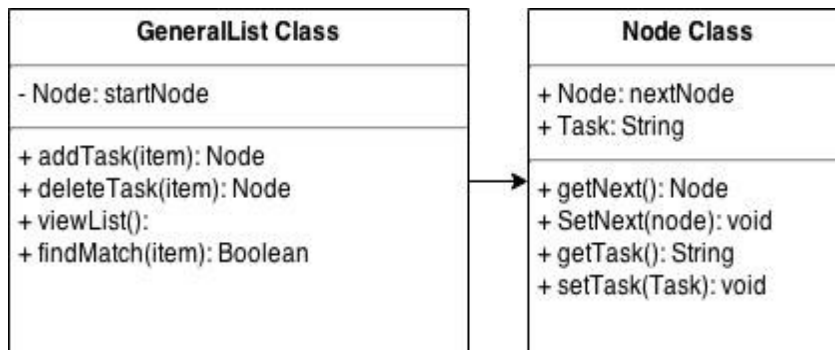 GeneralList Class
- Node: startNode
+ addTask(item): Node
+ deleteTask(item): Node
+ viewList():
+ findMatch(item): Boolean
Node Class
+ Node: nextNode
+ Task: String
+ getNext(): Node
+ SetNext(node): void
+ getTask(): String
+ setTask(Task): void